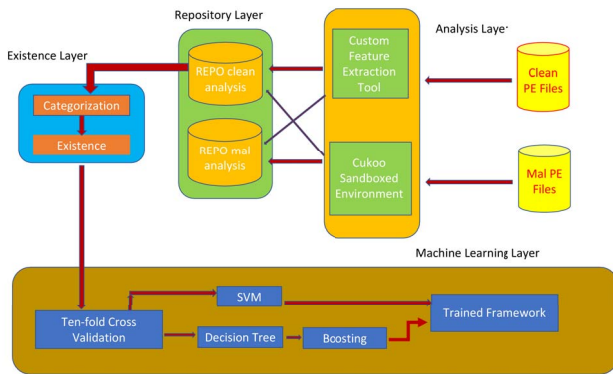 Repository Layer
Existence Layer
Analysis Layer
REPO clean
analysis
Custom
Feature
Extraction
Tool
Clean
PE Files
Categorization
Existence
REPO mal
analysis
Cukoo
Sandboxed
Environment
Mal PE
Files
Machine Learning Layer
SVM
Ten-fold Cross
Validation
Decision Tree
Boosting
Trained Framework